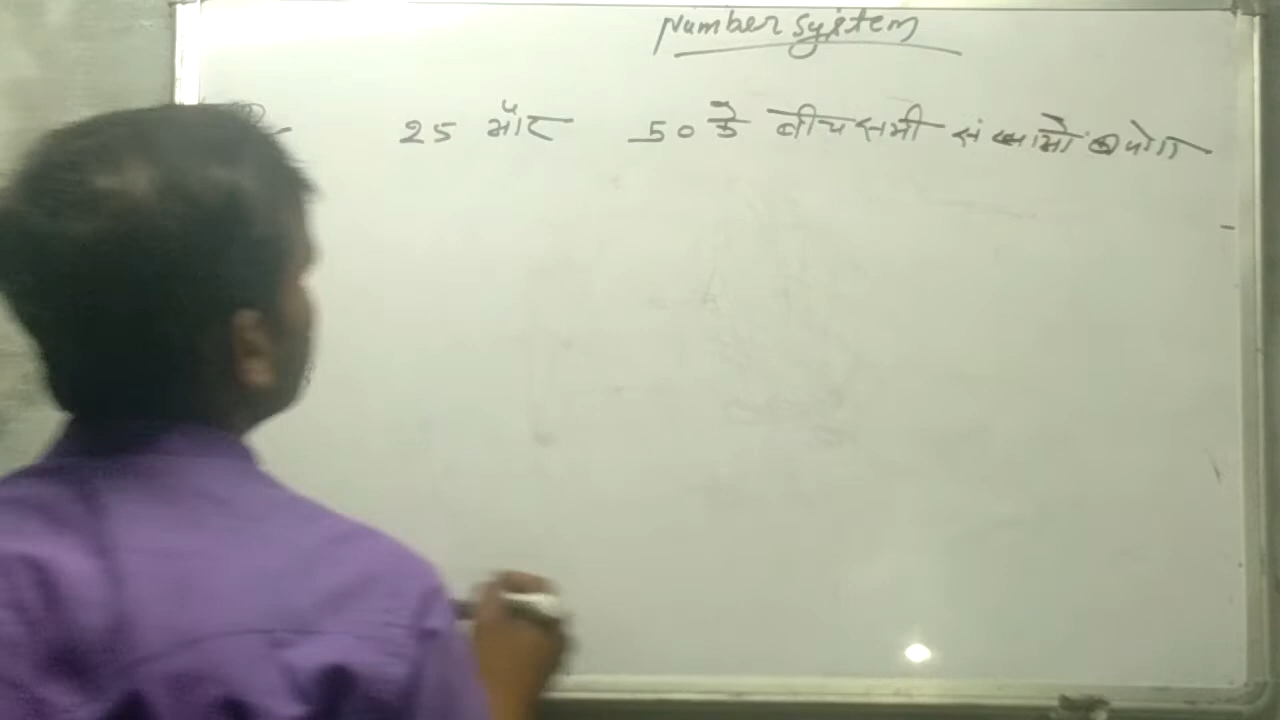 Number system
25 और 50 के बीच सभी संख्याओं का योग